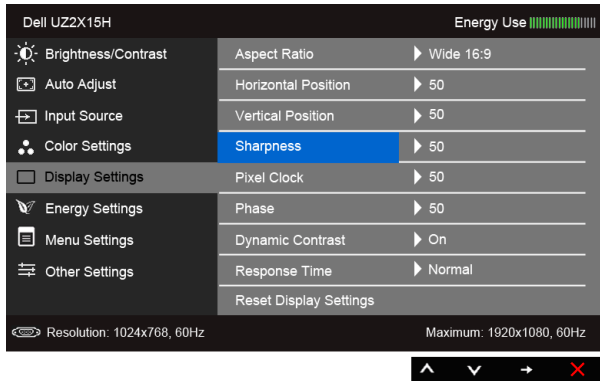 Dell UZ2X15H Energy Use
Brightness/Contrast Aspect Ratio Wide 16:9
Auto Adjust Horizontal Position 50
Input Source Vertical Position 50
Color Settings Sharpness 50
Display Settings Pixel Clock 50
Energy Settings Phase 50
Menu Settings Dynamic Contrast On
Other Settings Response Time Normal
Reset Display Settings
Resolution: 1024x768, 60Hz Maximum: 1920x1080, 60Hz